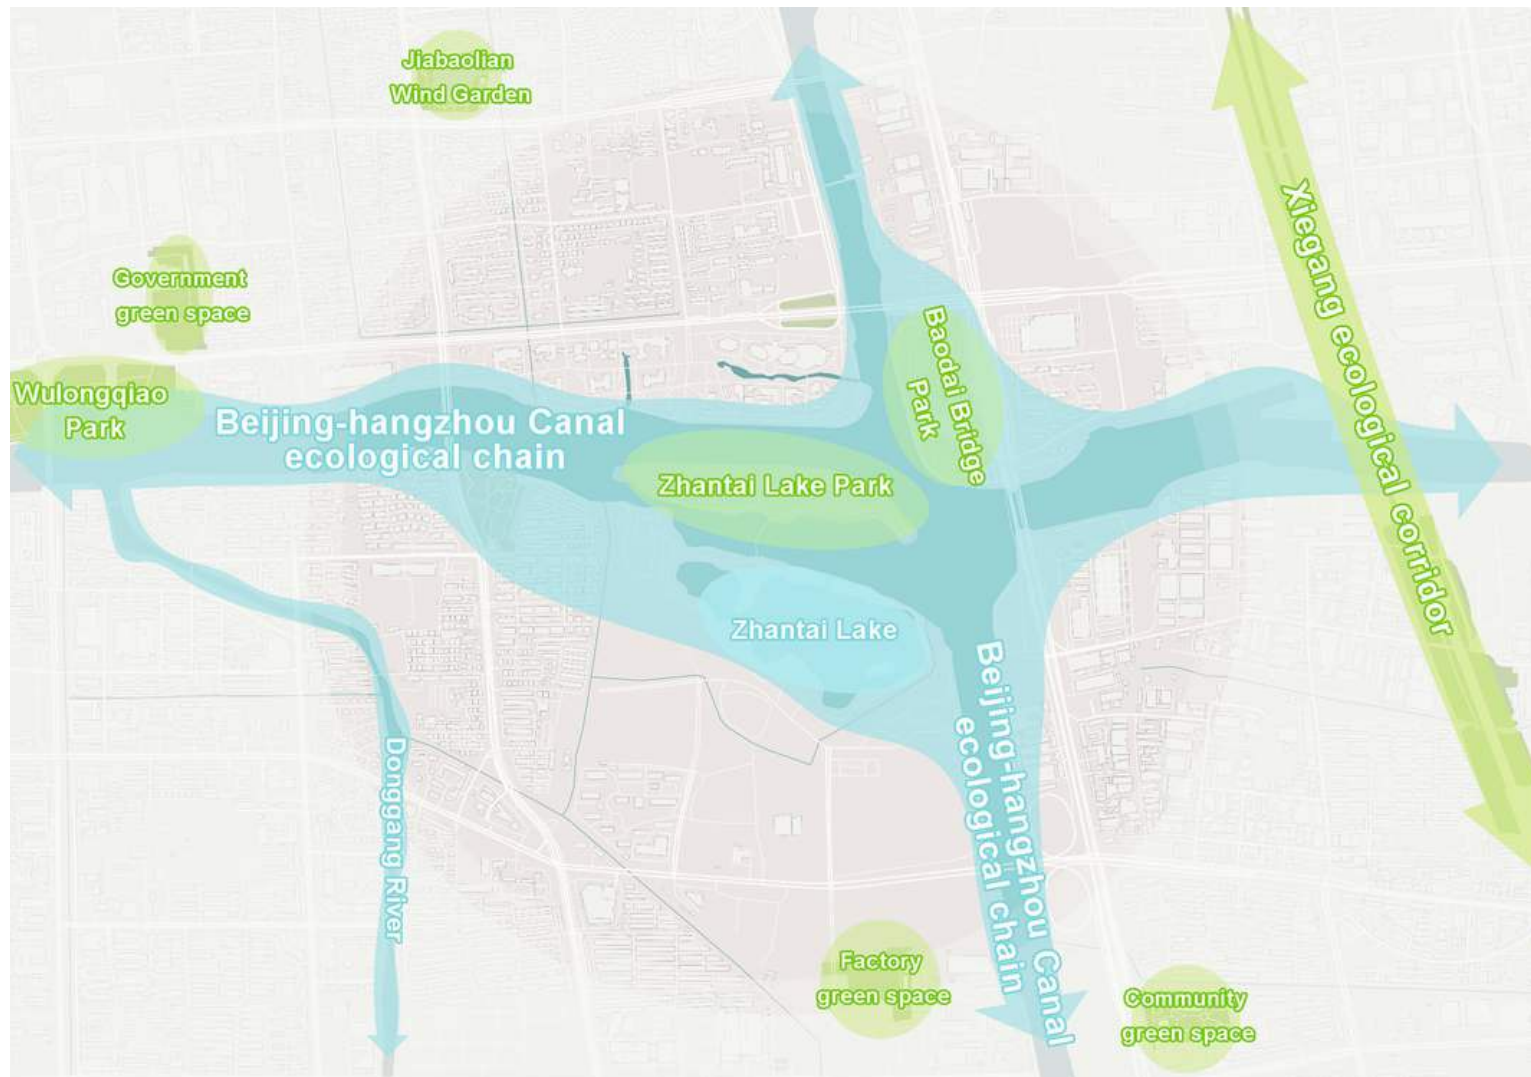 Jiabaolian
Wind Garden
Government
green space
Wulongqiao
Park
Beijing-hangzhou Canal
ecological chain
Zhantai Lake Park
Baodai Bridge
Park
Xiegang ecological corridor
Zhantai Lake
Beijing-hangzhou Canal
ecological chain
Donggang River
Factory
green space
Community
green space